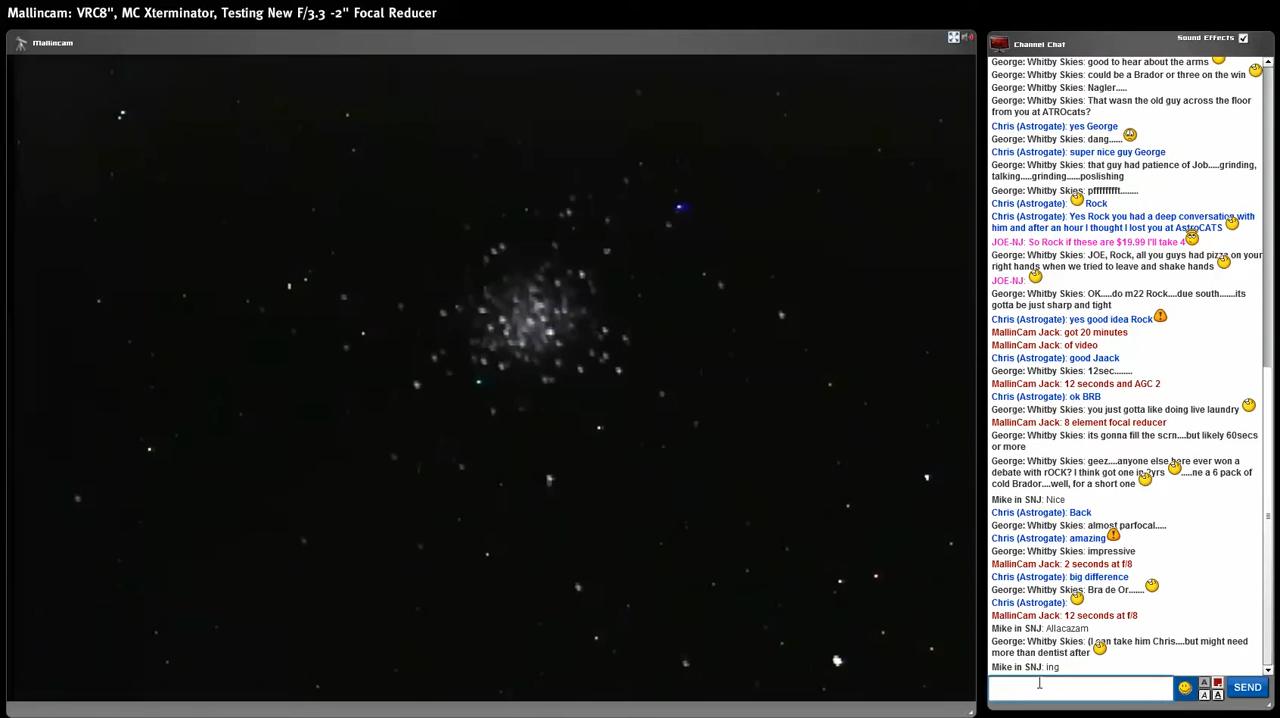 Mallincam: VRC8", MC Xterminator, Testing New F/3.3 -2" Focal Reducer
Mallincam
Sound Effects
Channel Chat
George: Whitby Skies: good to hear about the arms
George: Whitby Skies: could be a Brador or three on the win
George: Whitby Skies: Nagler.....
George: Whitby Skies: That wasn the old guy across the floor
from you at ATROcats?
Chris (Astrogate): yes George
George: Whitby Skies: dang......
Chris (Astrogate): super nice guy George
George: Whitby Skies: that guy had patience of Job.....grinding,
talking.....grinding......poslishing
George: Whitby Skies: pfffffffft........
Chris (Astrogate): Rock
Chris (Astrogate): Yes Rock you had a deep conversation with
him and after an hour I thought I lost you at AstroCATS
JOE-NJ: So Rock if these are $19.99 I'll take 4
George: Whitby Skies: JOE, Rock, all you guys had pizza on your
right hands when we tried to leave and shake hands
JOE-NJ:
George: Whitby Skies: OK.....do m22 Rock....due south.......its
gotta be just sharp and tight
Chris (Astrogate): yes good idea Rock
MallinCam Jack: got 20 minutes
MallinCam Jack: of video
Chris (Astrogate): good Jaack
George: Whitby Skies: 12sec........
MallinCam Jack: 12 seconds and AGC 2
Chris (Astrogate): ok BRB
George: Whitby Skies: you just gotta like doing live laundry
MallinCam Jack: 8 element focal reducer
George: Whitby Skies: its gonna fill the scrn....but likely 60secs
or more
George: Whitby Skies: geez....anyone else here ever won a
debate with rOCK? I think got one in 2yrs .....ne a 6 pack of
cold Brador....well, for a short one
Mike in SNJ: Nice
Chris (Astrogate): Back
George: Whitby Skies: almost parfocal.....
Chris (Astrogate): amazing
George: Whitby Skies: impressive
MallinCam Jack: 2 seconds at f/8
Chris (Astrogate): big difference
George: Whitby Skies: Bra de Or.......
Chris (Astrogate):
MallinCam Jack: 12 seconds at f/8
Mike in SNJ: Allacazam
George: Whitby Skies: (I can take him Chris....but might need
more than dentist after
Mike in SNJ: ing
A
A A
SEND